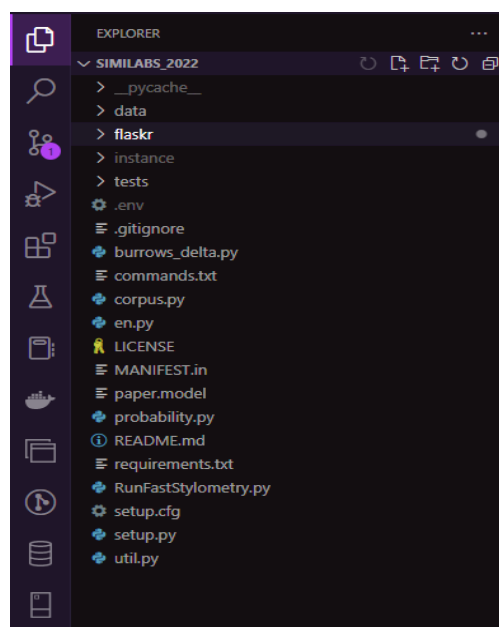 EXPLORER
SIMILABS_2022
__pycache__
data
flaskr
instance
tests
.env
.gitignore
burrows_delta.py
commands.txt
corpus.py
en.py
LICENSE
MANIFEST.in
paper.model
probability.py
README.md
requirements.txt
RunFastStylometry.py
setup.cfg
setup.py
util.py
1